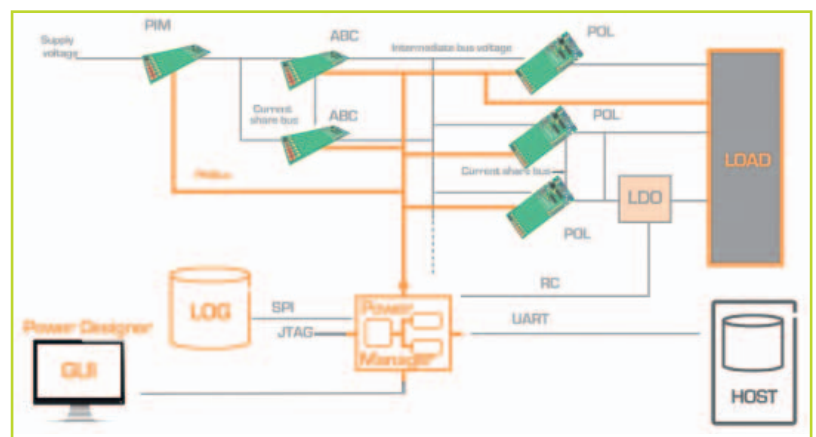 PIM
ABC
POL
Supply
voltage
Intermediate bus voltage
Current
share bus
ABC
POL
LOAD
Current share bus
LDO
POL
RC
LOG
SPI
Power
UART
Power Designer
JTAG
Manager
GUI
HOST